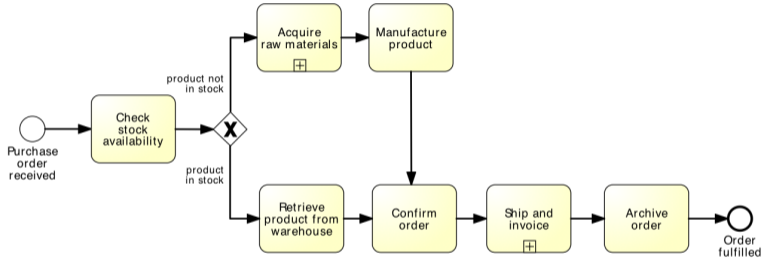 Acquire
raw materials
Manufacture
product
product not
in stock
Check
stock
availability
X
Purchase
order
received
product
in stock
Retrieve
product from
warehouse
Confirm
order
Ship and
invoice
Archive
order
Order
fulfilled